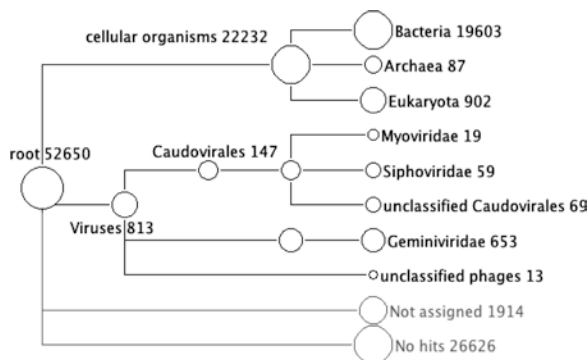 cellular organisms 22232
Bacteria 19603
Archaea 87
Eukaryota 902
root 52650
Caudovirales 147
Myoviridae 19
Siphoviridae 59
unclassified Caudovirales 69
Viruses 813
Geminiviridae 653
unclassified phages 13
Not assigned 1914
No hits 26626